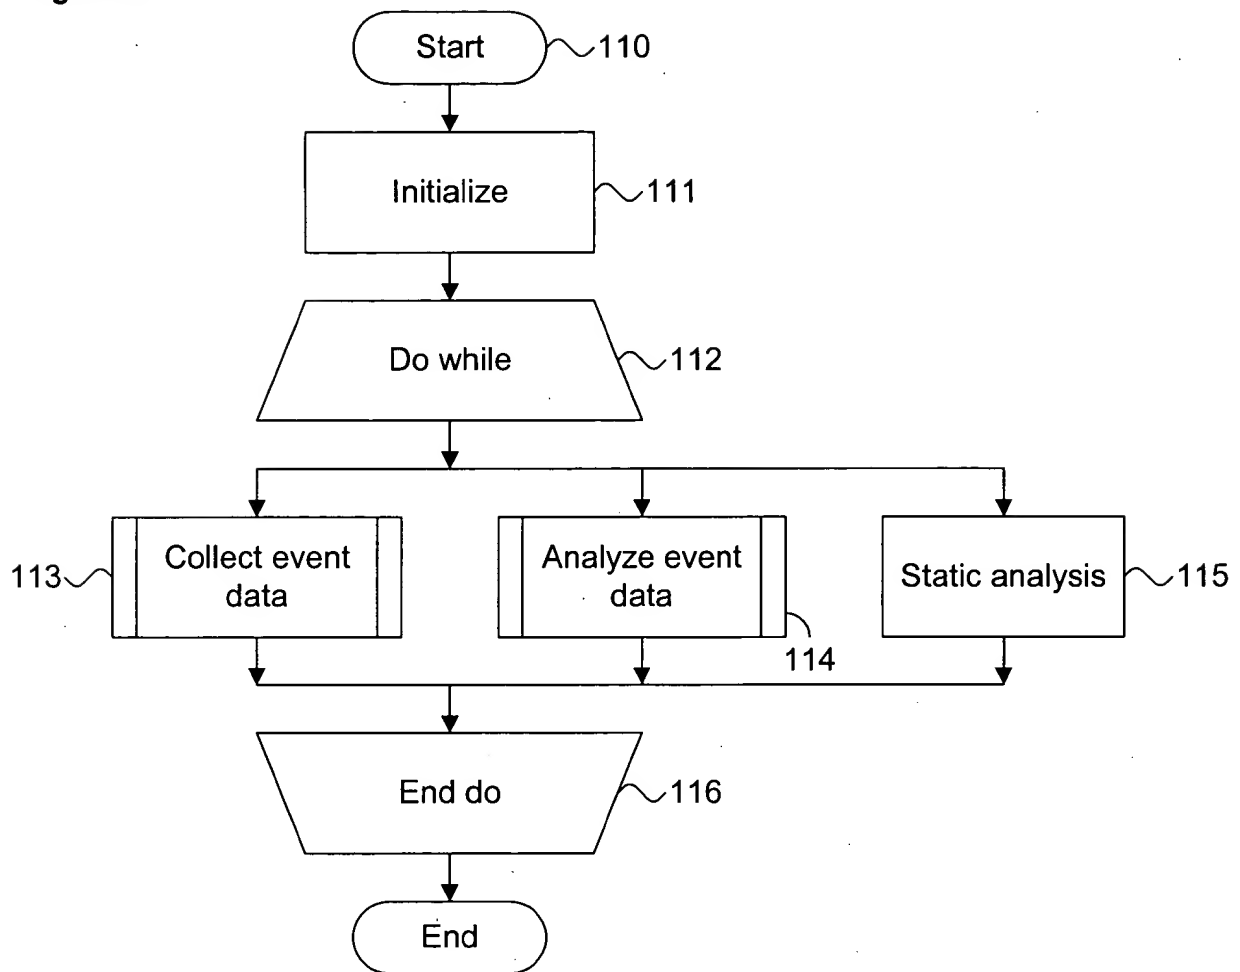 Start
110
Initialize
111
Do while
112
113
Collect event
data
Analyze event
data
114
Static analysis
115
End do
116
End